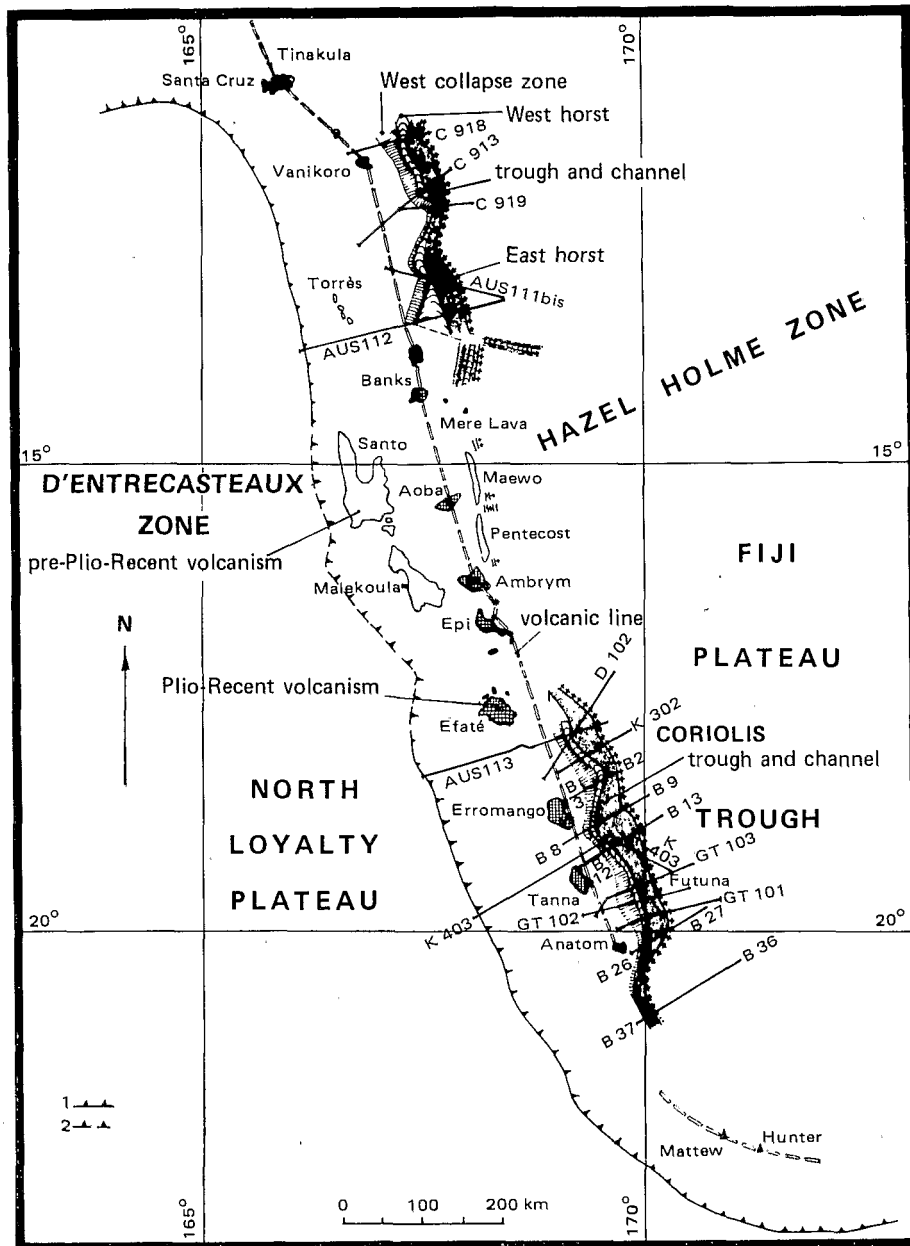 165°
170°
Tinakula
Santa Cruz
West collapse zone
West horst
C 918
C 913
Vanikoro
trough and channel
C 919
East horst
AUS111bis
Torrès
AUS112
Banks
HAZEL HOLME ZONE
Mere Lava
15°
15°
Santo
D'ENTRECASTEAUX
ZONE
Maewo
Aoba
pre-Plio-Recent volcanism
Pentecost
FIJI
PLATEAU
Malekoula
Ambrym
N
Epi
volcanic line
D 102
Plio-Recent volcanism
K 302
Efaté
CORIOLIS
TROUGH
B2
trough and channel
AUS113
B 9
B 13
NORTH
LOYALTY
PLATEAU
Erromango
B 8
K 403
GT 103
Tanna
Futuna
GT 102
GT 101
K 403
B 27
20°
20°
Anatom
B 26
B 36
B 37
1
2
Mattew
Hunter
0 100 200 km
165°
170°